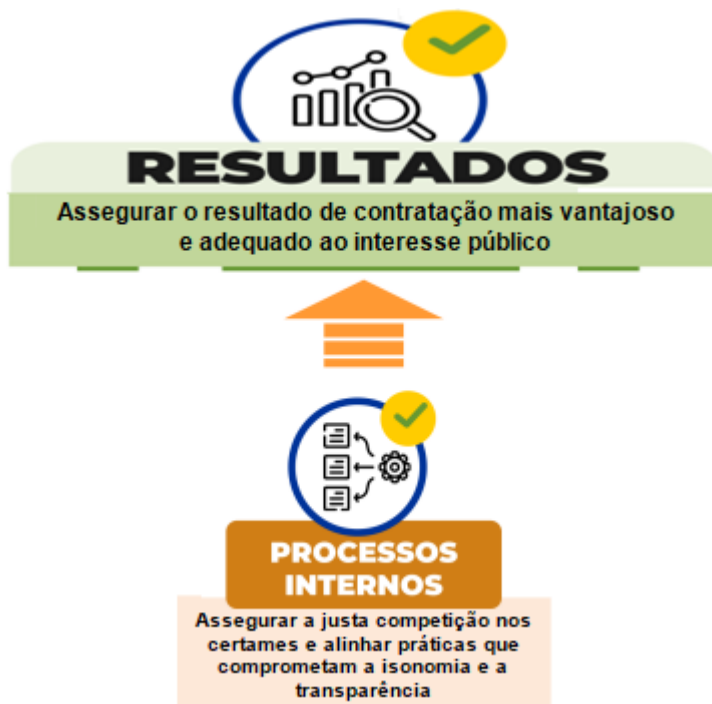 RESULTADOS
Assegurar o resultado de contratação mais vantajoso
e adequado ao interesse público
PROCESSOS
INTERNOS
Assegurar a justa competição nos
certames e alinhar práticas que
comprometam a isonomia e a
transparência